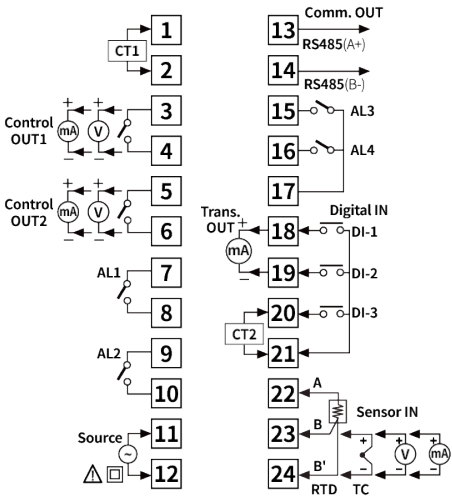 1
CT1
2
Control
OUT1
+ +
mA V
− −
3
4
Control
OUT2
+ +
mA V
− −
5
6
AL1
7
8
AL2
9
10
Source
11
~
12
13
Comm. OUT
RS485(A+)
14
RS485(B-)
15
AL3
16
AL4
17
Trans.
OUT
Digital IN
+
18
DI-1
mA
−
19
DI-2
20
DI-3
CT2
21
22
A
Sensor IN
23
B
+ + +
V mA
− − −
24
B'
RTD TC